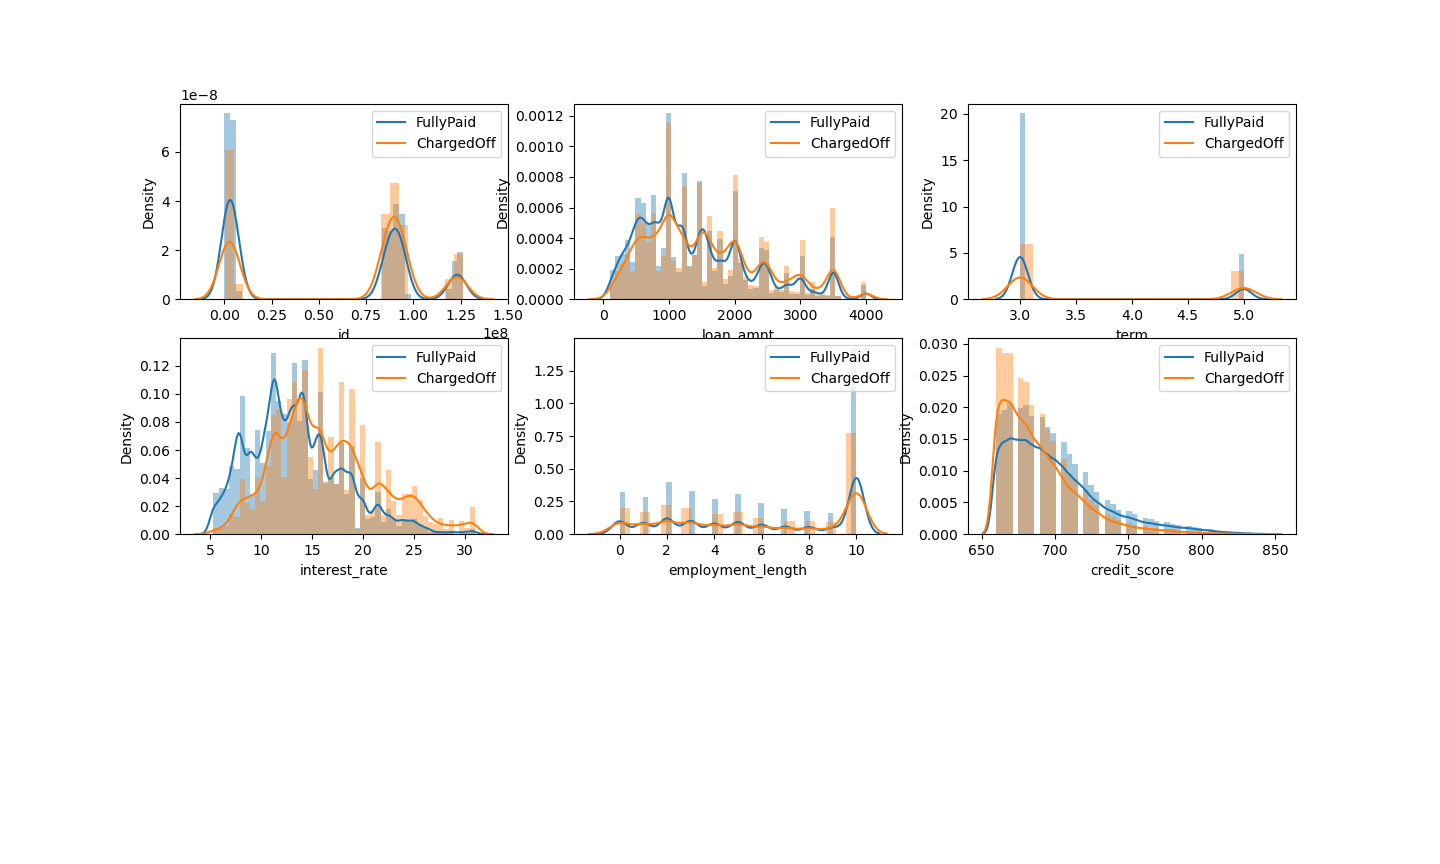 1e−8
Density
6
4
2
0
0.00 0.25 0.50 0.75 1.00 1.25 1.50
id
1e8
FullyPaid
ChargedOff
Density
0.0012
0.0010
0.0008
0.0006
0.0004
0.0002
0.0000
0 1000 2000 3000 4000
loan_amnt
FullyPaid
ChargedOff
Density
20
15
10
5
0
3.0 3.5 4.0 4.5 5.0
term
FullyPaid
ChargedOff
Density
0.12
0.10
0.08
0.06
0.04
0.02
0.00
5 10 15 20 25 30
interest_rate
FullyPaid
ChargedOff
Density
1.25
1.00
0.75
0.50
0.25
0.00
0 2 4 6 8 10
employment_length
FullyPaid
ChargedOff
Density
0.030
0.025
0.020
0.015
0.010
0.005
0.000
650 700 750 800 850
credit_score
FullyPaid
ChargedOff